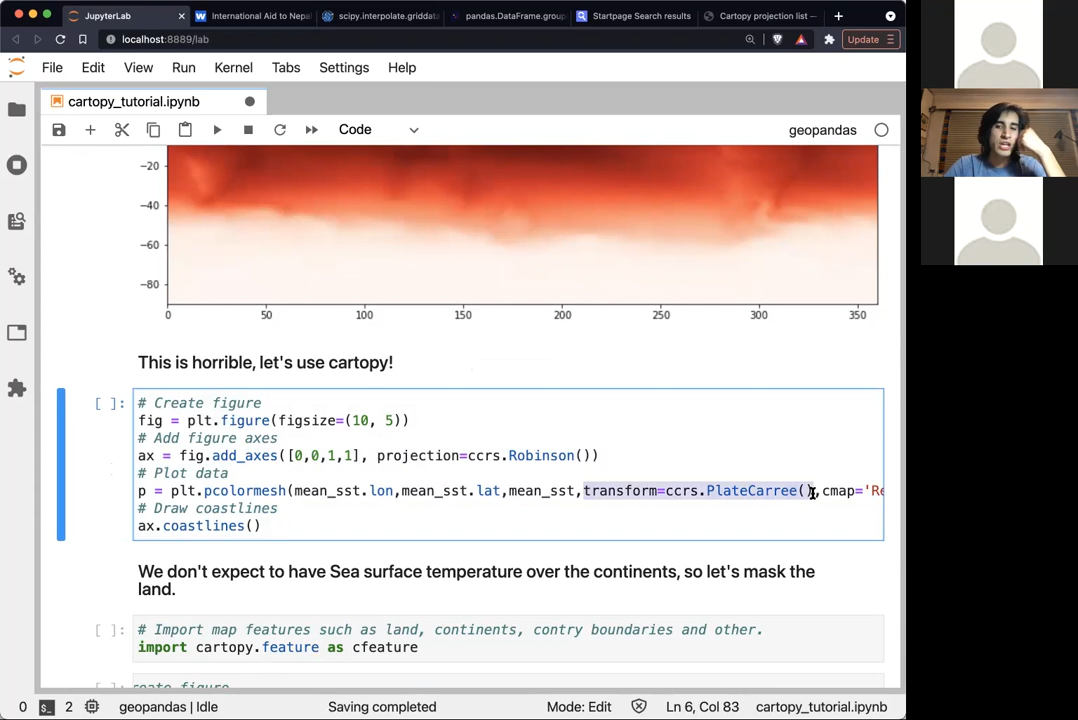 JupyterLab × International Aid to Nepal scipy.interpolate.griddata pandas.DataFrame.group Startpage Search results Cartopy projection list — +
localhost:8889/lab Update
File Edit View Run Kernel Tabs Settings Help
cartopy_tutorial.ipynb
Code geopandas
−20
−40
−60
−80
0 50 100 150 200 250 300 350
This is horrible, let's use cartopy!
[ ]: # Create figure
fig = plt.figure(figsize=(10, 5))
# Add figure axes
ax = fig.add_axes([0,0,1,1], projection=ccrs.Robinson())
# Plot data
p = plt.pcolormesh(mean_sst.lon,mean_sst.lat,mean_sst,transform=ccrs.PlateCarree(),cmap='Re
# Draw coastlines
ax.coastlines()
We don't expect to have Sea surface temperature over the continents, so let's mask the
land.
[ ]: # Import map features such as land, continents, contry boundaries and other.
import cartopy.feature as cfeature
[ ]: reate figure
0 $_ 2 geopandas | Idle Saving completed Mode: Edit Ln 6, Col 83 cartopy_tutorial.ipynb